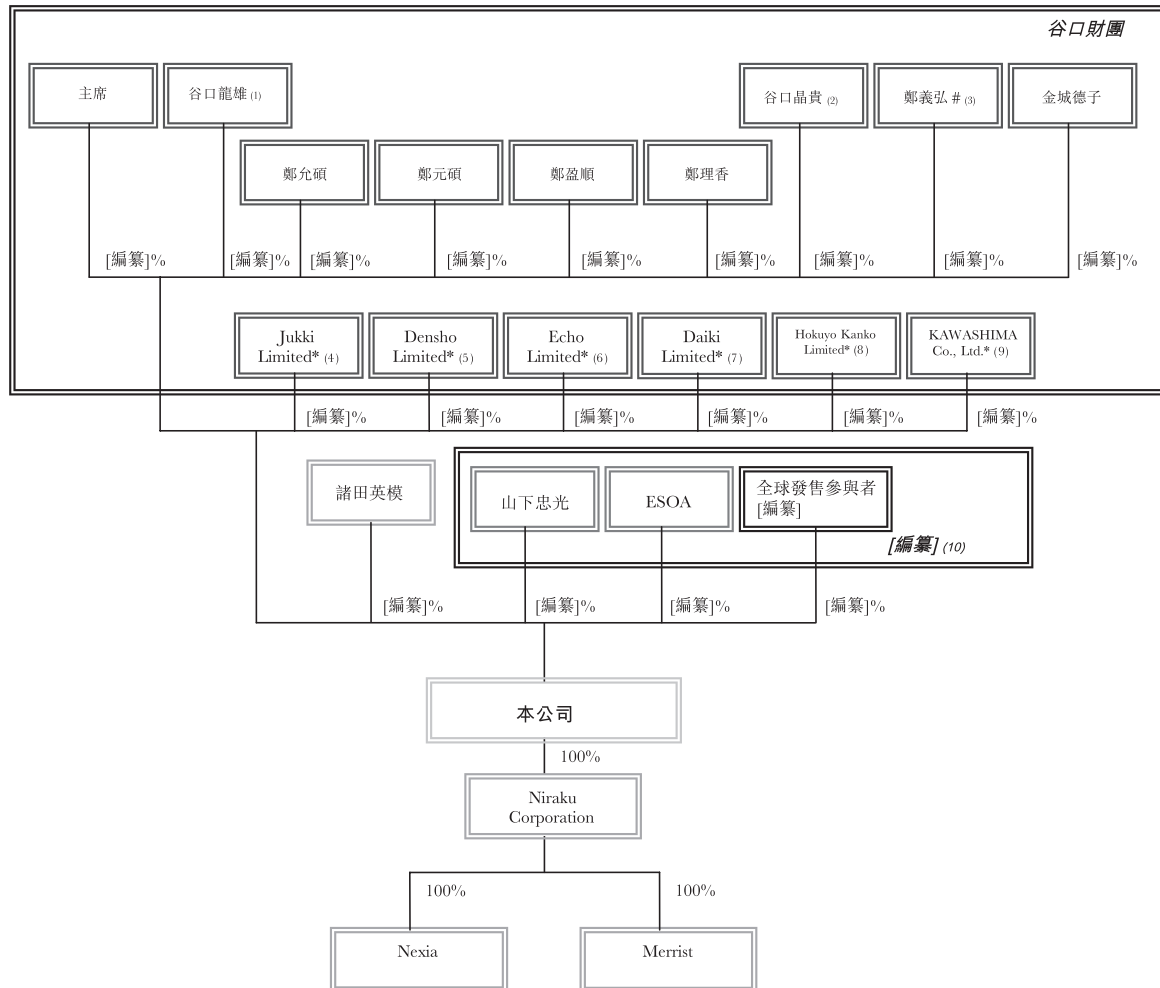 谷口財團
主席
谷口龍雄 (1)
谷口晶貴 (2)
鄭義弘 # (3)
金城德子
鄭允碩
鄭元碩
鄭盈順
鄭理香
[編纂]%
[編纂]%
[編纂]%
[編纂]%
[編纂]%
[編纂]%
[編纂]%
[編纂]%
[編纂]%
Jukki
Limited* (4)
Densho
Limited* (5)
Echo
Limited* (6)
Daiki
Limited* (7)
Hokuyo Kanko
Limited* (8)
KAWASHIMA
Co., Ltd.* (9)
[編纂]%
[編纂]%
[編纂]%
[編纂]%
[編纂]%
[編纂]%
諸田英模
山下忠光
ESOA
全球發售參與者
[編纂]
[編纂] (10)
[編纂]%
[編纂]%
[編纂]%
[編纂]%
本公司
100%
Niraku
Corporation
100%
100%
Nexia
Merrist